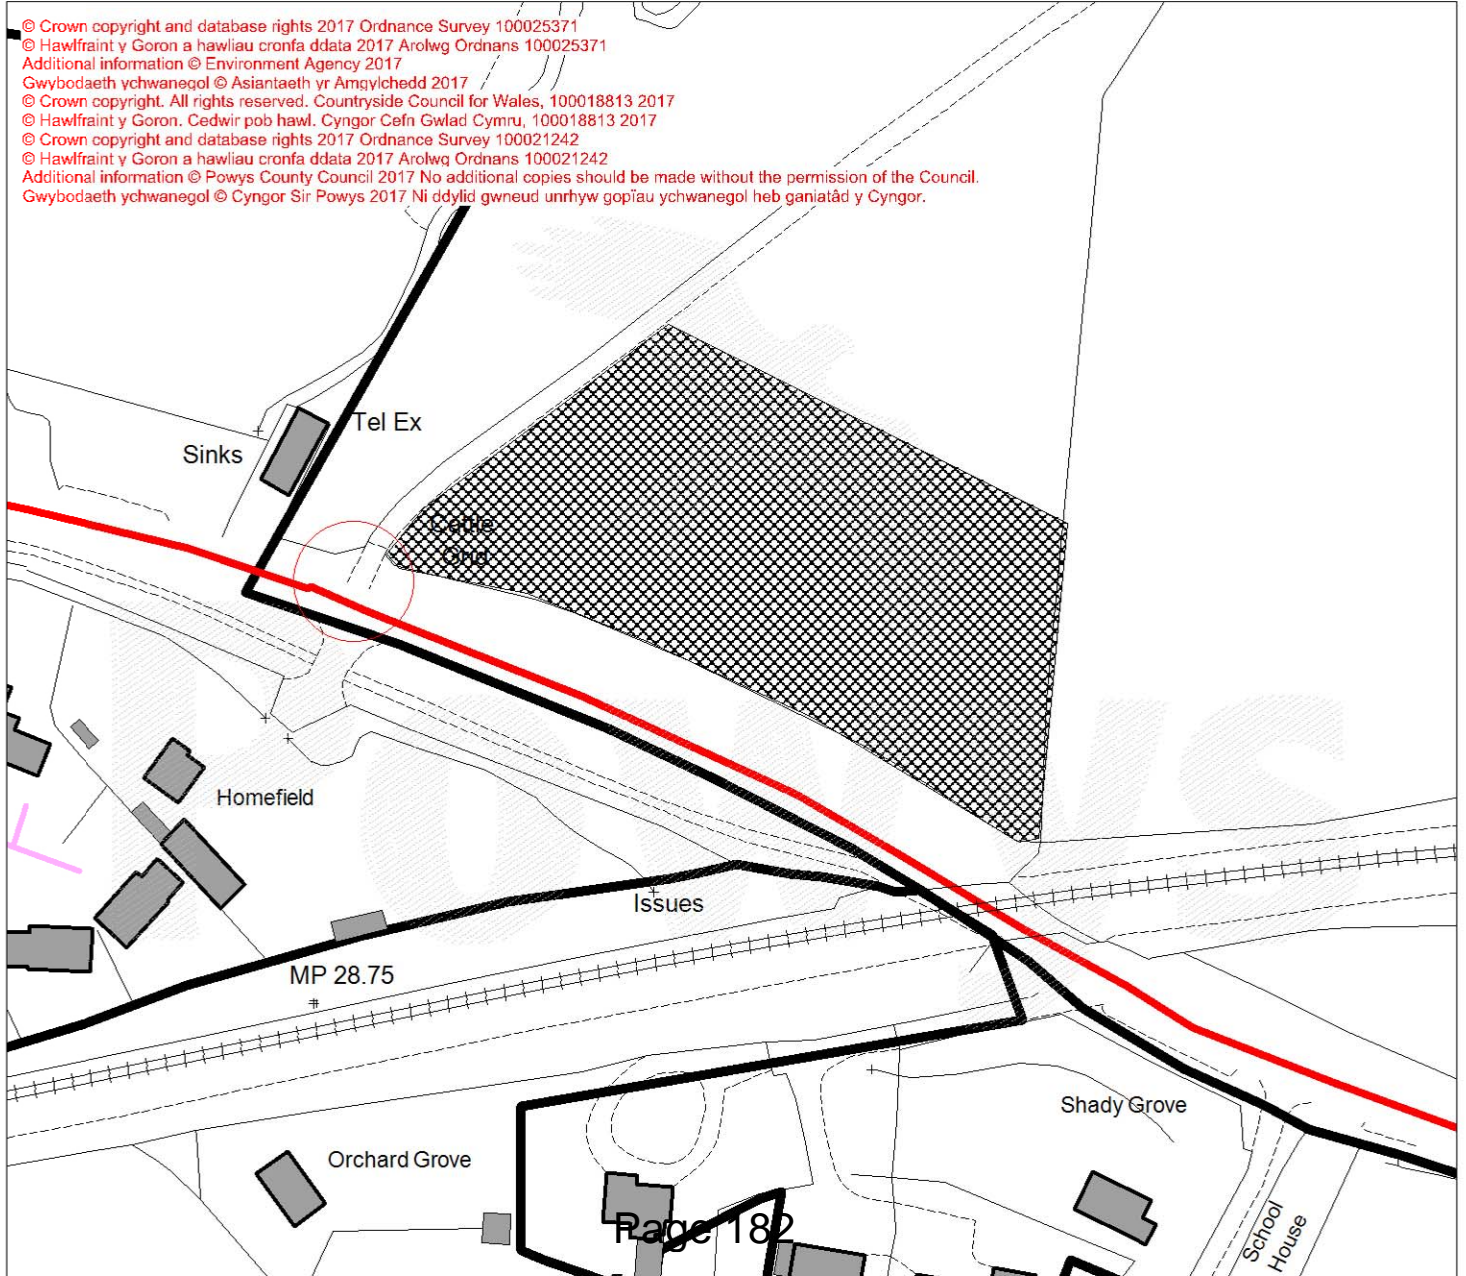 © Crown copyright and database rights 2017 Ordnance Survey 100025371
© Hawlfraint y Goron a hawliau cronfa ddata 2017 Arolwg Ordnans 100025371
Additional information © Environment Agency 2017
Gwybodaeth ychwanegol © Asiantaeth yr Amgylchedd 2017
© Crown copyright. All rights reserved. Countryside Council for Wales, 100018813 2017
© Hawlfraint y Goron. Cedwir pob hawl. Cyngor Cefn Gwlad Cymru, 100018813 2017
© Crown copyright and database rights 2017 Ordnance Survey 100021242
© Hawlfraint y Goron a hawliau cronfa ddata 2017 Arolwg Ordnans 100021242
Additional information © Powys County Council 2017 No additional copies should be made without the permission of the Council.
Gwybodaeth ychwanegol © Cyngor Sir Powys 2017 Ni ddylid gwneud unrhyw gopïau ychwanegol heb ganiatâd y Cyngor.
Tel Ex
Sinks
Cattle
Grid
Powys
Homefield
Issues
MP 28.75
Shady Grove
Orchard Grove
School
House
Page 182